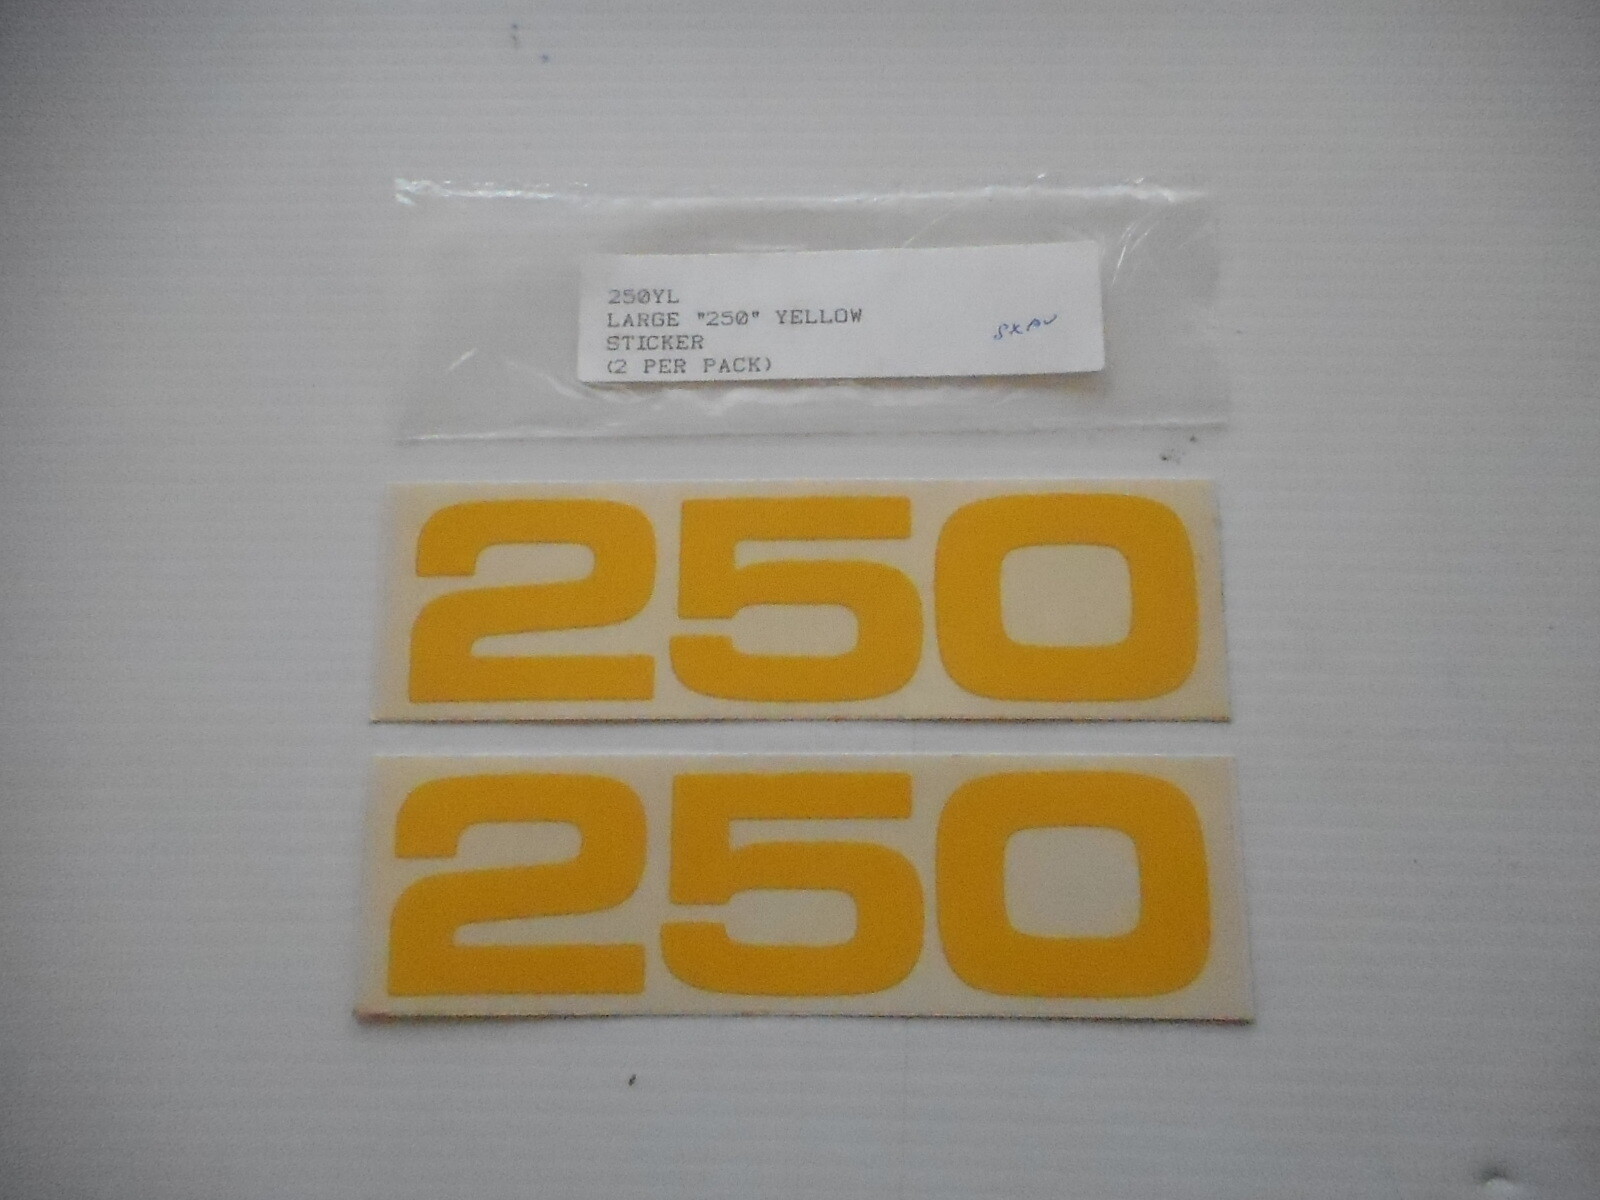 250YL
LARGE "250" YELLOW
STICKER
(2 PER PACK)
250
250